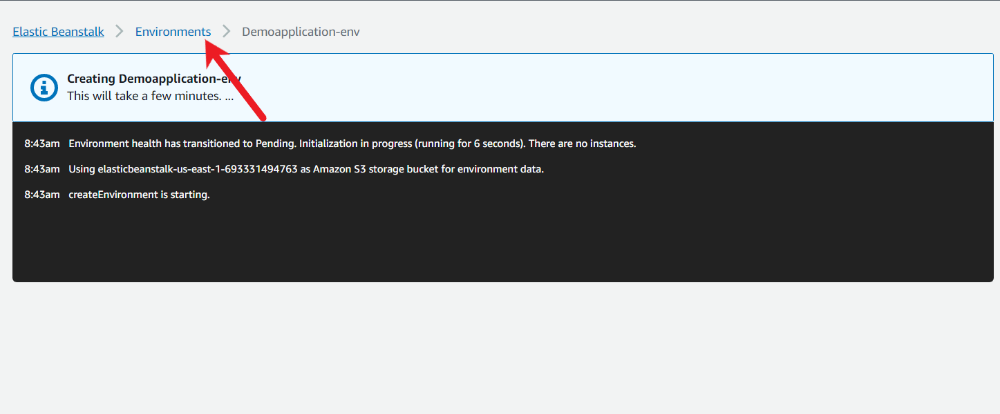 Elastic Beanstalk > Environments > Demoapplication-env
Creating Demoapplication-env
This will take a few minutes. ...
8:43am Environment health has transitioned to Pending. Initialization in progress (running for 6 seconds). There are no instances.
8:43am Using elasticbeanstalk-us-east-1-693331494763 as Amazon S3 storage bucket for environment data.
8:43am createEnvironment is starting.